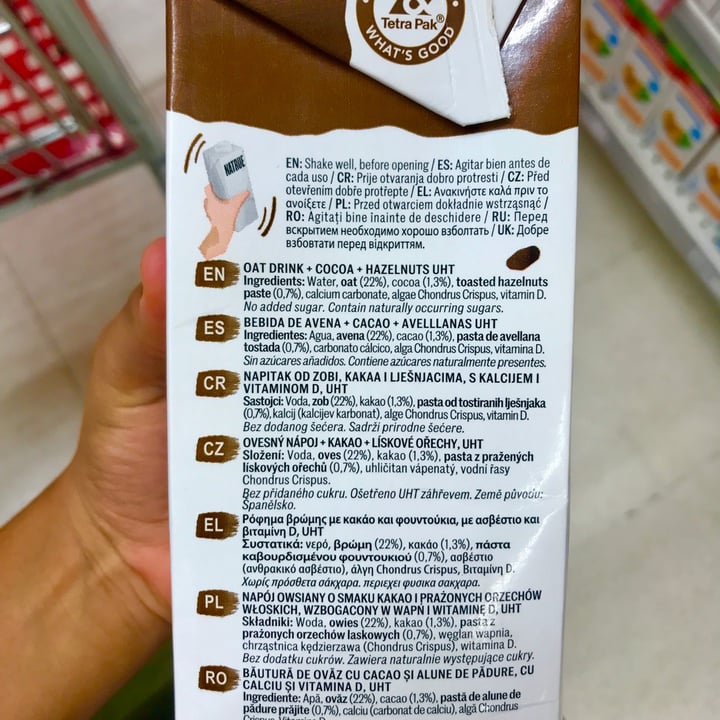 Tetra Pak®
WHAT'S GOOD
NATRUE
EN: Shake well, before opening / ES: Agitar bien antes de
cada uso / CR: Prije otvaranja dobro protresti / CZ: Před
otevřením dobře protřepte / EL: Ανακινήστε καλά πριν το
ανοίξετε / PL: Przed otwarciem dokładnie wstrząsnąć /
RO: Agitați bine înainte de deschidere / RU: Перед
вскрытием необходимо хорошо взболтать / UK: Добре
взбовтати перед відкриттям.
EN
OAT DRINK + COCOA + HAZELNUTS UHT
Ingredients: Water, oat (22%), cocoa (1,3%), toasted hazelnuts
paste (0,7%), calcium carbonate, algae Chondrus Crispus, vitamin D.
No added sugar. Contain naturally occurring sugars.
ES
BEBIDA DE AVENA + CACAO + AVELLANAS UHT
Ingredientes: Agua, avena (22%), cacao (1,3%), pasta de avellana
tostada (0,7%), carbonato cálcico, alga Chondrus Crispus, vitamina D.
Sin azúcares añadidos. Contiene azúcares naturalmente presentes.
CR
NAPITAK OD ZOBI, KAKAA I LJEŠNJACIMA, S KALCIJEM I
VITAMINOM D, UHT
Sastojci: Voda, zob (22%), kakao (1,3%), pasta od tostiranih lješnjaka
(0,7%), kalcij (kalcijev karbonat), alge Chondrus Crispus, vitamin D.
Bez dodanog šećera. Sadrži prirodne šećere.
CZ
OVESNÝ NÁPOJ + KAKAO + LÍSKOVÉ OŘECHY, UHT
Složení: Voda, oves (22%), kakao (1,3%), pasta z pražených
lískových ořechů (0,7%), uhličitan vápenatý, vodní řasy
Chondrus Crispus.
Bez přidaného cukru. Ošetřeno UHT záhřevem. Země původu:
Španělsko.
EL
Ρόφημα βρώμης με κακάο και φουντούκια, με ασβέστιο και
βιταμίνη D, UHT
Συστατικά: νερό, βρώμη (22%), κακάο (1,3%), πάστα
καβουρδισμένου φουντουκιού (0,7%), ασβέστιο
(ανθρακικό ασβέστιο), άλγη Chondrus Crispus, Βιταμίνη D.
Χωρίς πρόσθετα σάκχαρα. περιεχει φυσικα σακχαρα.
PL
NAPÓJ OWSIANY O SMAKU KAKAO I PRAŻONYCH ORZECHÓW
WŁOSKICH, WZBOGACONY W WAPŃ I WITAMINĘ D, UHT
Składniki: Woda, owies (22%), kakao (1,3%), pasta z
prażonych orzechów laskowych (0,7%), węglan wapnia,
chrząstnica kędzierzawa (Chondrus Crispus), witamina D.
Bez dodatku cukrów. Zawiera naturalnie występujące cukry.
RO
BĂUTURĂ DE OVĂZ CU CACAO ȘI ALUNE DE PĂDURE, CU
CALCIU ȘI VITAMINA D, UHT
Ingrediente: Apă, ovăz (22%), cacao (1,3%), pastă de alune de
pădure prăjite (0,7%), calciu (carbonat de calciu), algă Chondrus